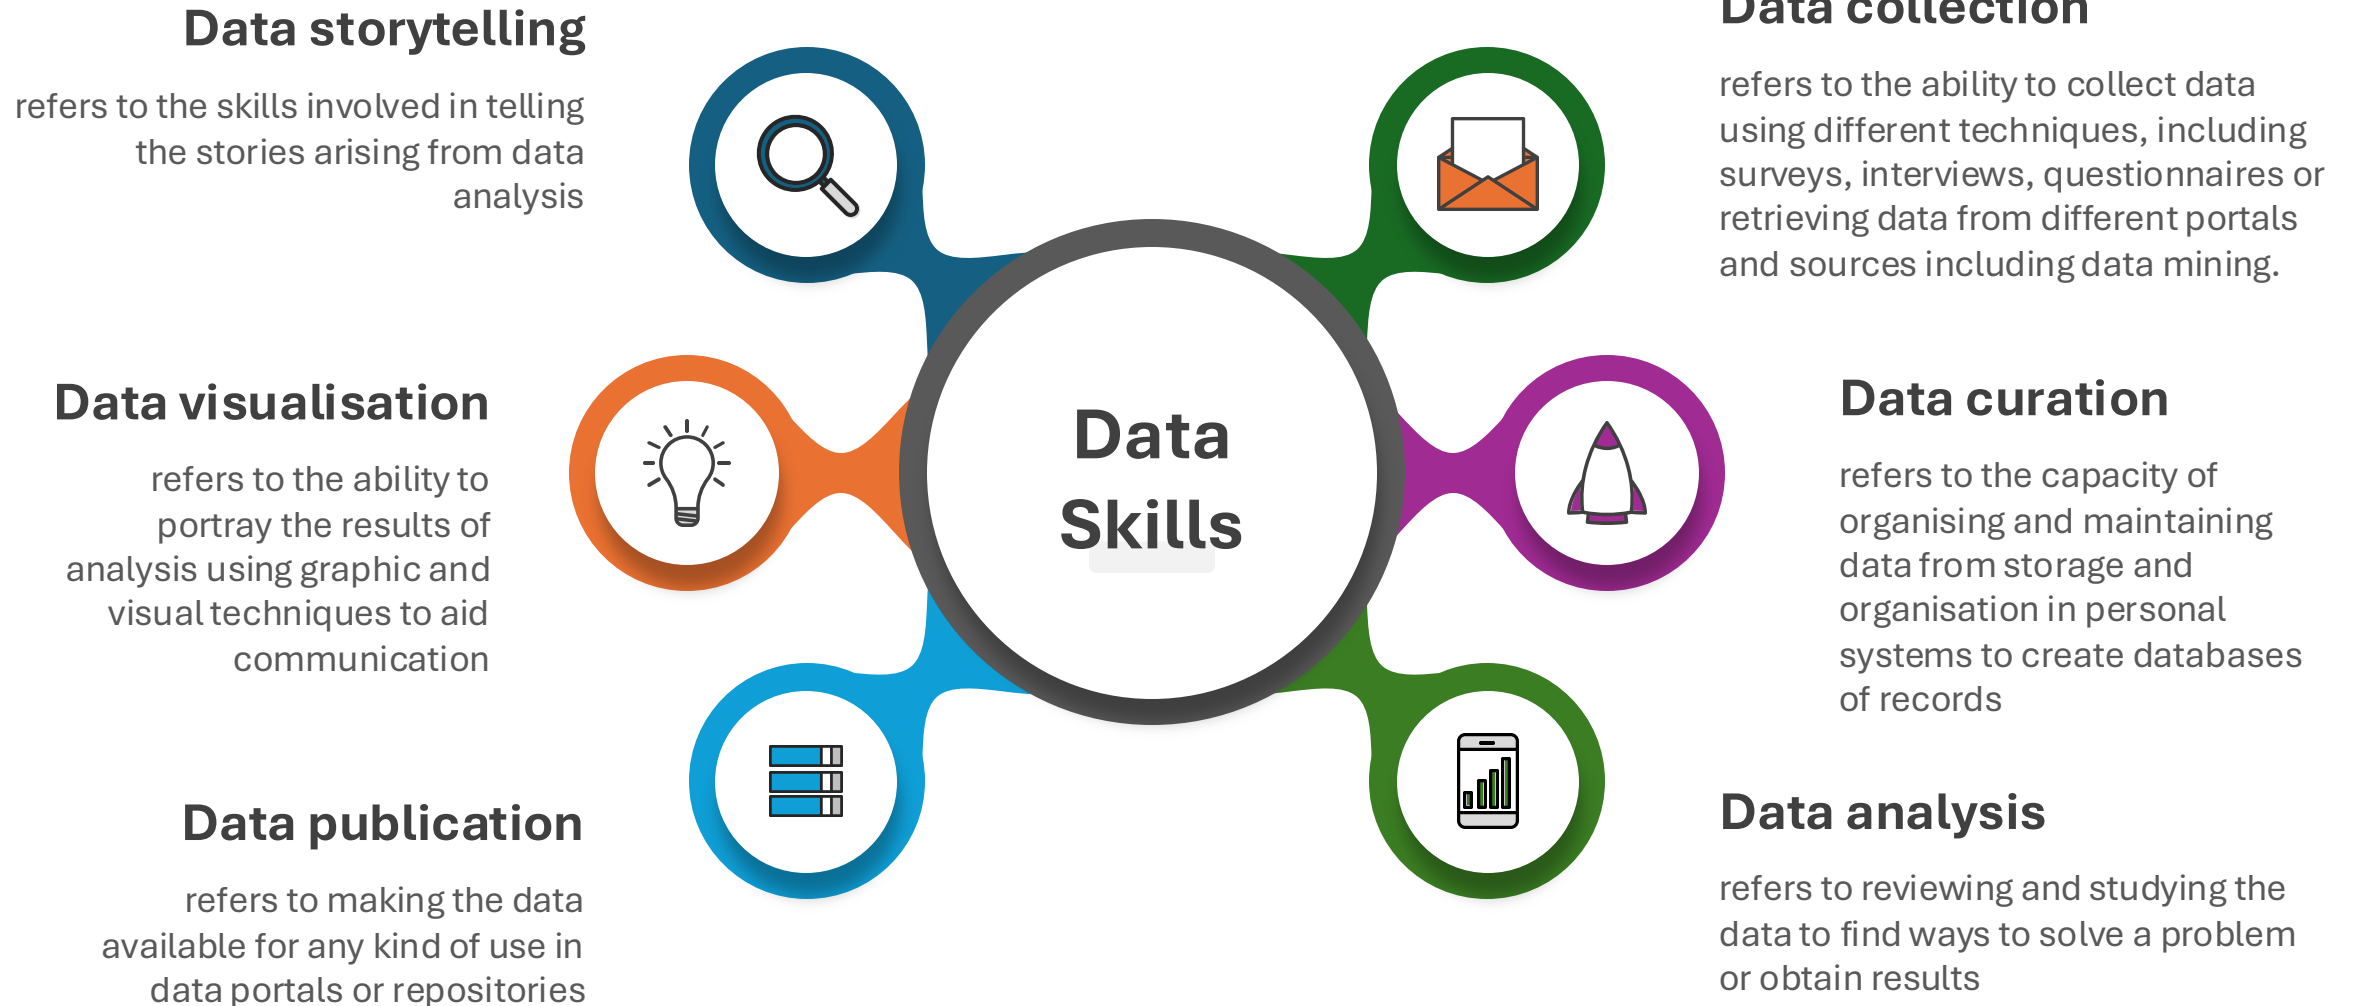 Data storytelling
refers to the skills involved in telling
the stories arising from data
analysis
Data visualisation
refers to the ability to
portray the results of
analysis using graphic and
visual techniques to aid
communication
Data publication
refers to making the data
available for any kind of use in
data portals or repositories
Data
Skills
Data collection
refers to the ability to collect data
using different techniques, including
surveys, interviews, questionnaires or
retrieving data from different portals
and sources including data mining.
Data curation
refers to the capacity of
organising and maintaining
data from storage and
organisation in personal
systems to create databases
of records
Data analysis
refers to reviewing and studying the
data to find ways to solve a problem
or obtain results